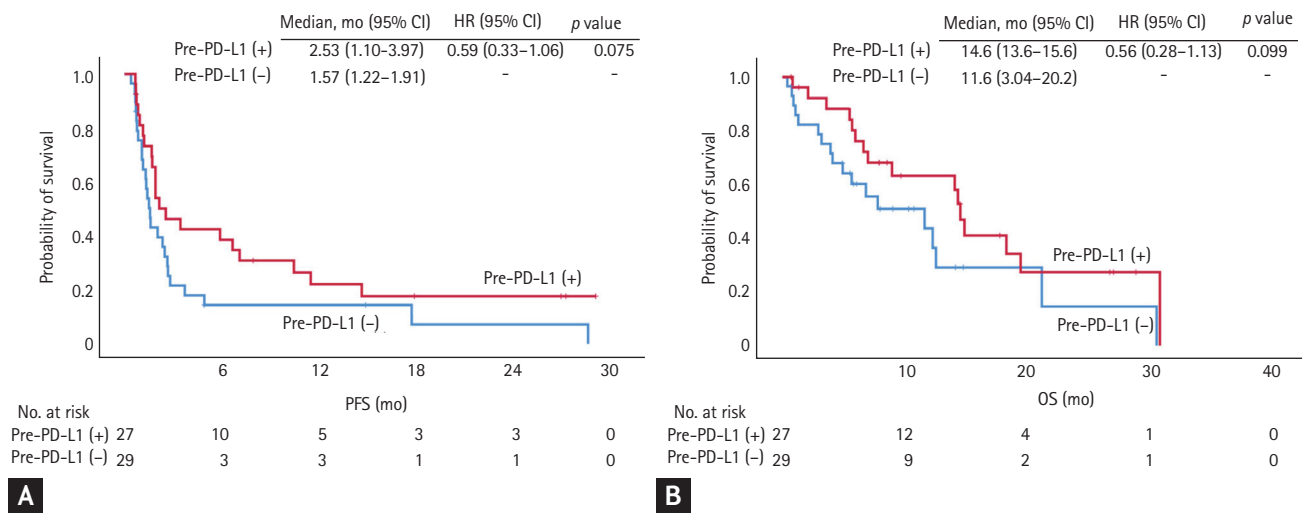 Median, mo (95% CI) HR (95% CI) p value
Pre-PD-L1 (+) 2.53 (1.10–3.97) 0.59 (0.33–1.06) 0.075
Pre-PD-L1 (–) 1.57 (1.22–1.91) – –
1.0
0.8
0.6
0.4
0.2
0
Probability of survival
Pre-PD-L1 (+)
Pre-PD-L1 (–)
6 12 18 24 30
PFS (mo)
No. at risk
Pre-PD-L1 (+) 27 10 5 3 3 0
Pre-PD-L1 (–) 29 3 3 1 1 0
A
Median, mo (95% CI) HR (95% CI) p value
Pre-PD-L1 (+) 14.6 (13.6–15.6) 0.56 (0.28–1.13) 0.099
Pre-PD-L1 (–) 11.6 (3.04–20.2) – –
1.0
0.8
0.6
0.4
0.2
0
Probability of survival
Pre-PD-L1 (+)
Pre-PD-L1 (–)
10 20 30 40
OS (mo)
No. at risk
Pre-PD-L1 (+) 27 12 4 1 0
Pre-PD-L1 (–) 29 9 2 1 0
B